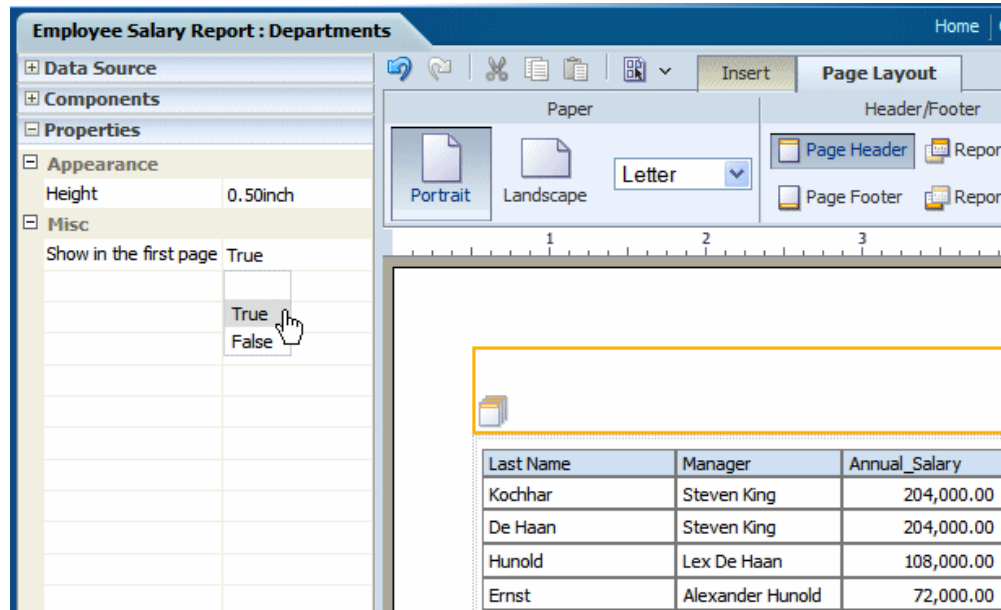 Employee Salary Report : Departments
Home
Data Source
Components
Properties
Appearance
Height 0.50inch
Misc
Show in the first page True
True
False
Insert Page Layout
Paper
Header/Footer
Portrait
Landscape
Letter
Page Header
Repor
Page Footer
Repor
1 2 3
Last Name Manager Annual_Salary
Kochhar Steven King 204,000.00
De Haan Steven King 204,000.00
Hunold Lex De Haan 108,000.00
Ernst Alexander Hunold 72,000.00